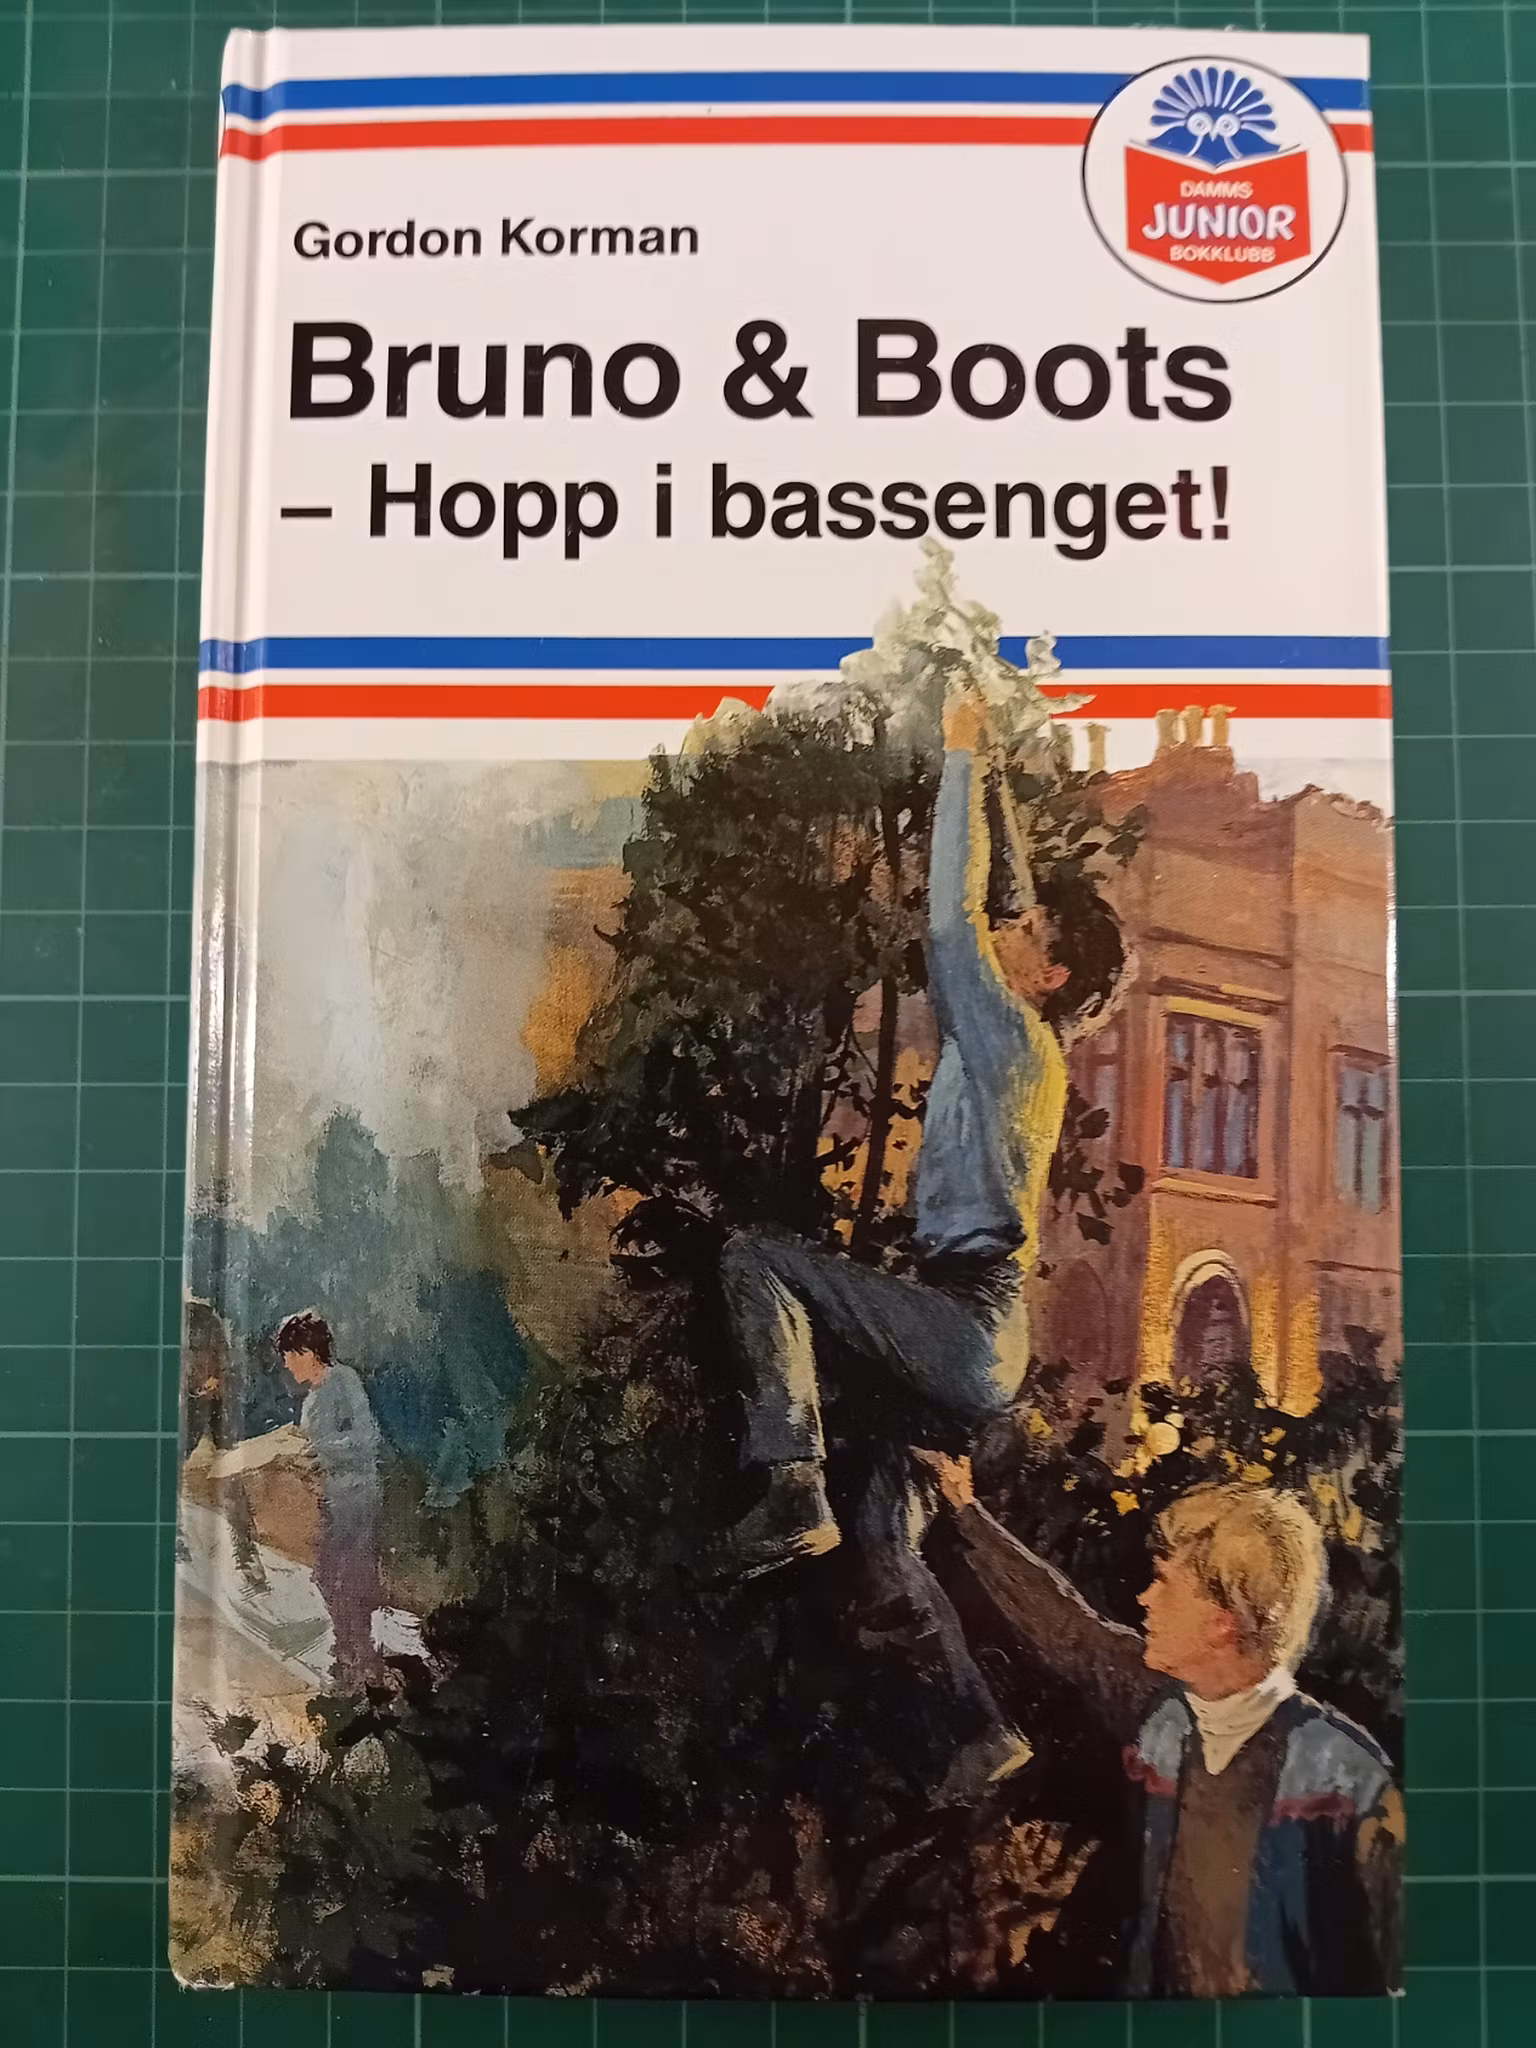 DAMMS
JUNIOR
BOKKLUBB
Gordon Korman
Bruno & Boots
– Hopp i bassenget!